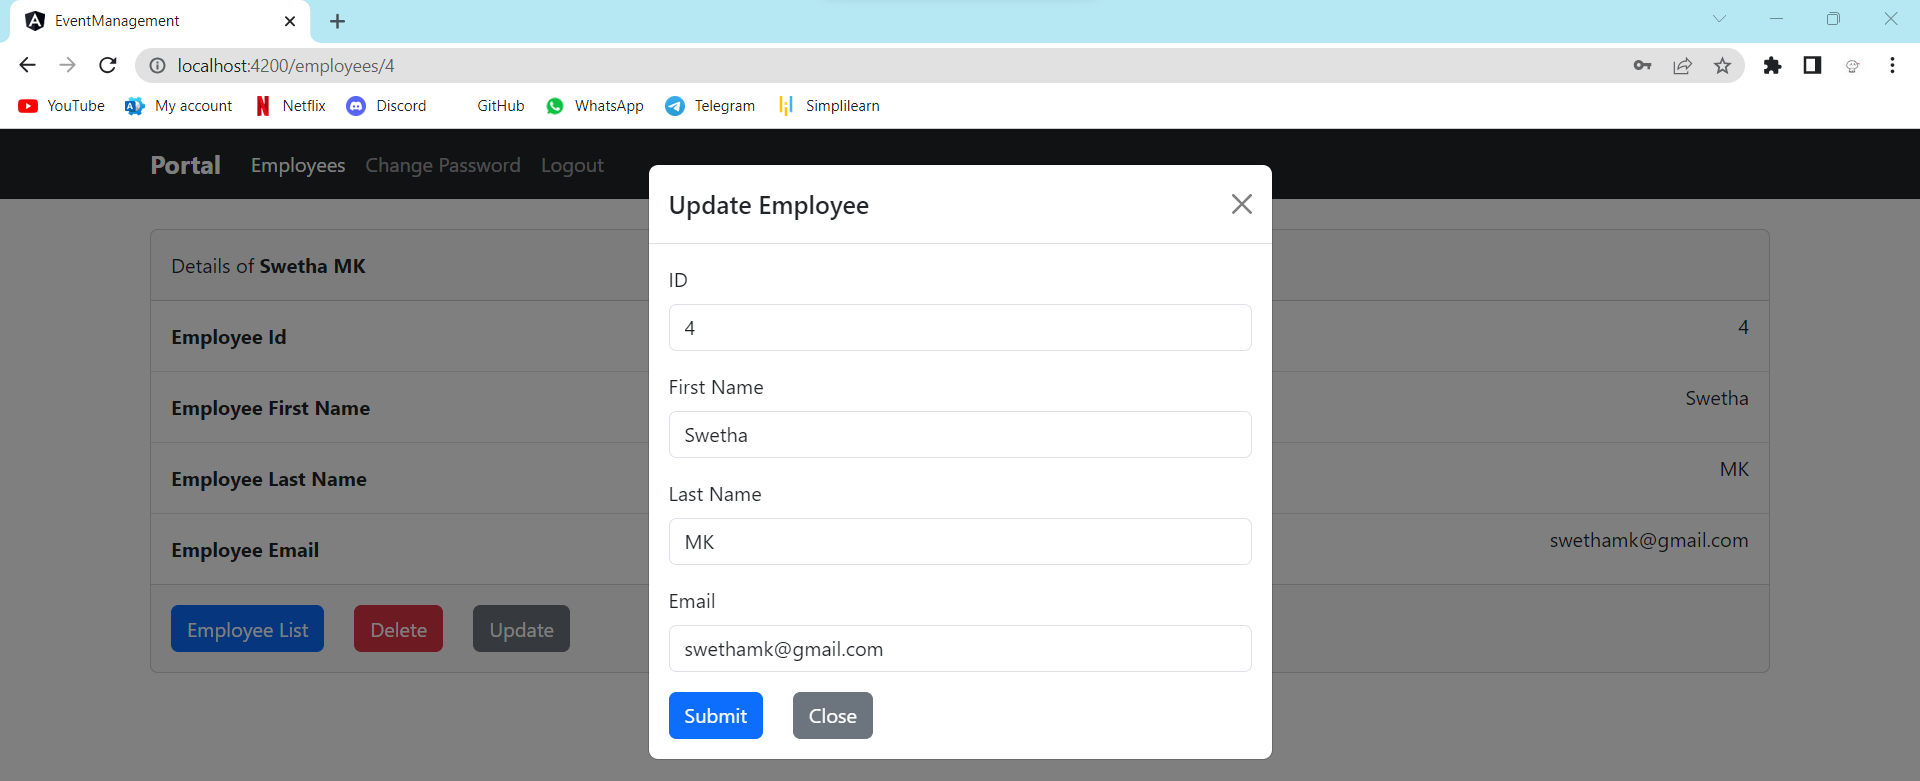 EventManagement
localhost:4200/employees/4
YouTube My account Netflix Discord GitHub WhatsApp Telegram Simplilearn
Portal Employees Change Password Logout
Details of Swetha MK
Employee Id 4
Employee First Name Swetha
Employee Last Name MK
Employee Email swethamk@gmail.com
Employee List Delete Update
Update Employee
ID
4
First Name
Swetha
Last Name
MK
Email
swethamk@gmail.com
Submit Close